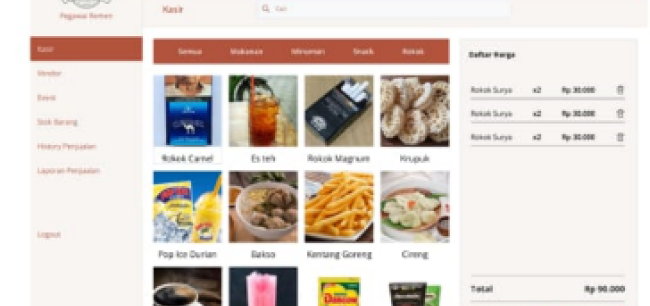 Pegawai Remen
Kasir
Cari
Kasir
Vendor
Event
Stok Barang
History Penjualan
Laporan Penjualan
Logout
Semua Makanan Minuman Snack Rokok
Rokok Camel Es teh Rokok Magnum Krupuk
Pop Ice Durian Bakso Kentang Goreng Cireng
Daftar Harga
Rokok Surya x2 Rp 30.000
Rokok Surya x2 Rp 30.000
Rokok Surya x2 Rp 30.000
Total Rp 90.000